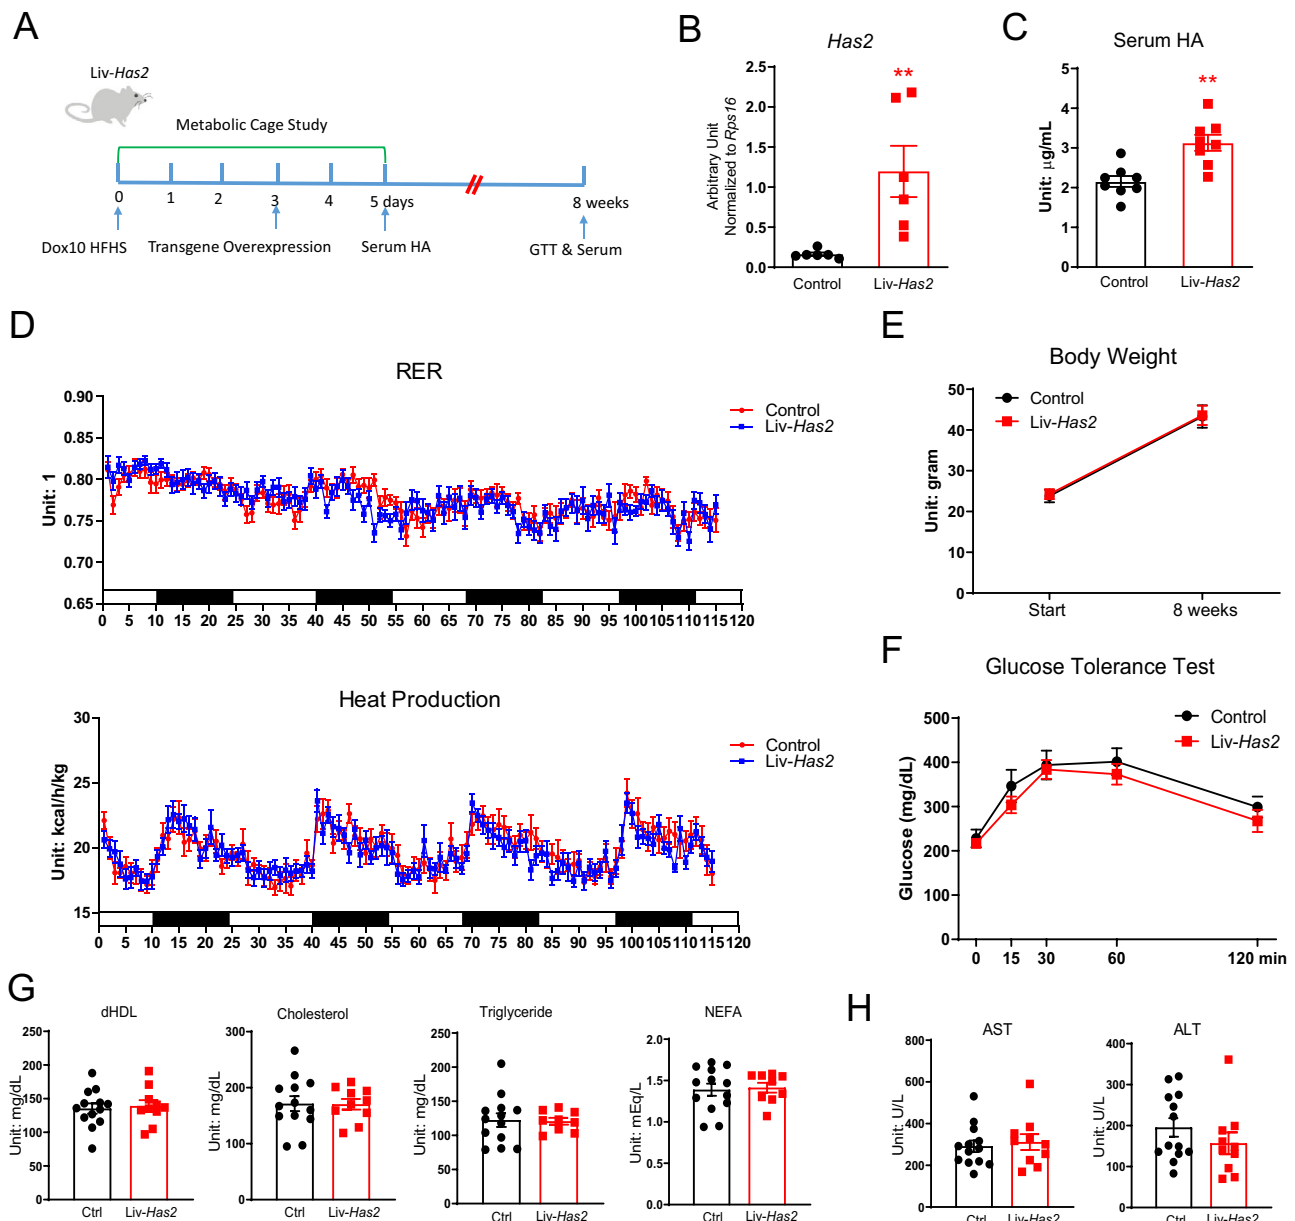 A
Liv-Has2
Metabolic Cage Study
0 1 2 3 4 5 days 8 weeks
Dox10 HFHS Transgene Overexpression Serum HA GTT & Serum
B
Has2
Arbitrary Unit
Normalized to Rps16
2.5
2.0
1.5
1.0
0.5
0.0
**
Control Liv-Has2
C
Serum HA
Unit: μg/mL
5
4
3
2
1
0
**
Control Liv-Has2
D
RER
Unit: 1
0.90
0.85
0.80
0.75
0.70
0.65
Control
Liv-Has2
0 5 10 15 20 25 30 35 40 45 50 55 60 65 70 75 80 85 90 95 100 105 110 115 120
Heat Production
Unit: kcal/h/kg
30
25
20
15
Control
Liv-Has2
0 5 10 15 20 25 30 35 40 45 50 55 60 65 70 75 80 85 90 95 100 105 110 115 120
E
Body Weight
Unit: gram
50
40
30
20
10
0
Control
Liv-Has2
Start 8 weeks
F
Glucose Tolerance Test
Glucose (mg/dL)
500
400
300
200
100
0
Control
Liv-Has2
0 15 30 60 120 min
G
dHDL
Unit: mg/dL
250
200
150
100
50
0
Ctrl Liv-Has2
Cholesterol
Unit: mg/dL
300
200
100
0
Ctrl Liv-Has2
Triglyceride
Unit: mg/dL
250
200
150
100
50
0
Ctrl Liv-Has2
NEFA
Unit: mEq/L
2.0
1.5
1.0
0.5
0.0
Ctrl Liv-Has2
H
AST
Unit: U/L
800
600
400
200
0
Ctrl Liv-Has2
ALT
Unit: U/L
400
300
200
100
0
Ctrl Liv-Has2